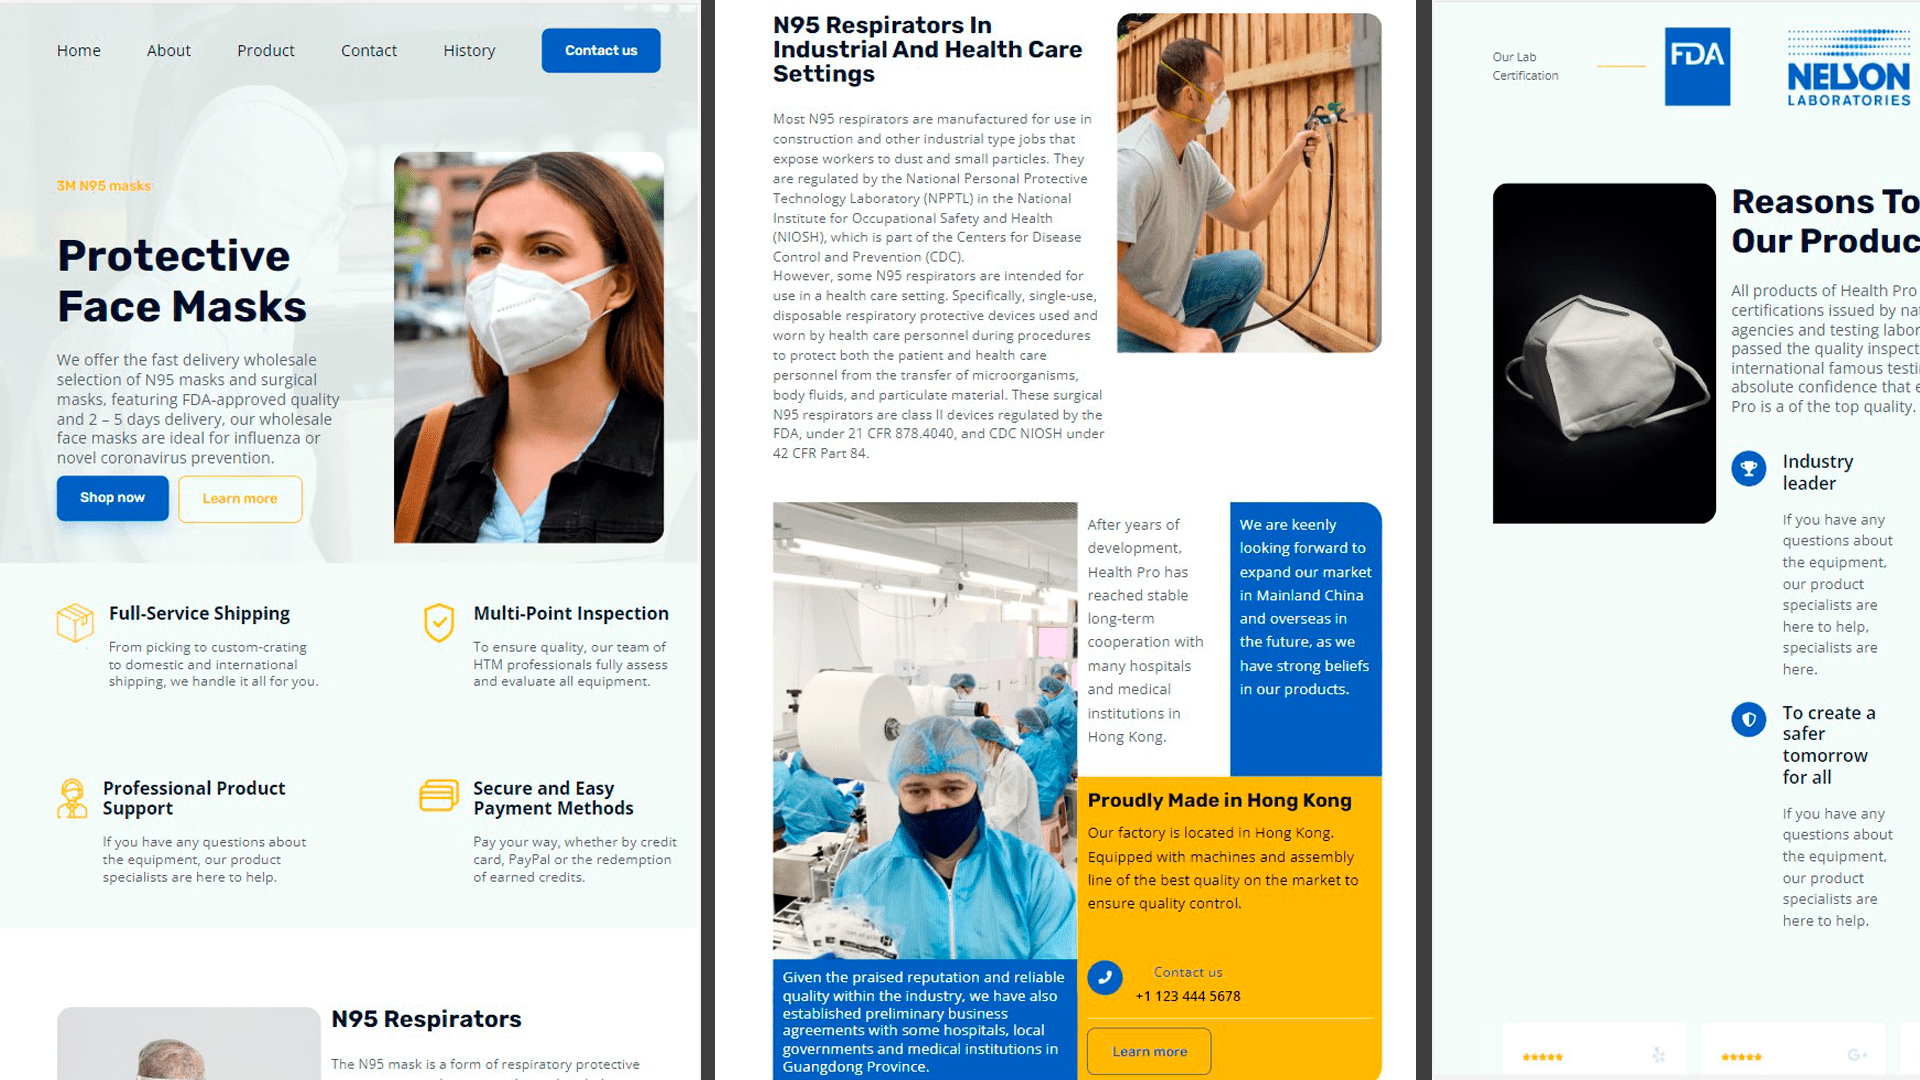 Home About Product Contact History Contact us
3M N95 masks
Protective
Face Masks
We offer the fast delivery wholesale
selection of N95 masks and surgical
masks, featuring FDA-approved quality
and 2 – 5 days delivery, our wholesale
face masks are ideal for influenza or
novel coronavirus prevention.
Shop now Learn more
Full-Service Shipping
From picking to custom-crating
to domestic and international
shipping, we handle it all for you.
Multi-Point Inspection
To ensure quality, our team of
HTM professionals fully assess
and evaluate all equipment.
Professional Product
Support
If you have any questions about
the equipment, our product
specialists are here to help.
Secure and Easy
Payment Methods
Pay your way, whether by credit
card, PayPal or the redemption
of earned credits.
N95 Respirators
The N95 mask is a form of respiratory protective
N95 Respirators In
Industrial And Health Care
Settings
Most N95 respirators are manufactured for use in
construction and other industrial type jobs that
expose workers to dust and small particles. They
are regulated by the National Personal Protective
Technology Laboratory (NPPTL) in the National
Institute for Occupational Safety and Health
(NIOSH), which is part of the Centers for Disease
Control and Prevention (CDC).
However, some N95 respirators are intended for
use in a health care setting. Specifically, single-use,
disposable respiratory protective devices used and
worn by health care personnel during procedures
to protect both the patient and health care
personnel from the transfer of microorganisms,
body fluids, and particulate material. These surgical
N95 respirators are class II devices regulated by the
FDA, under 21 CFR 878.4040, and CDC NIOSH under
42 CFR Part 84.
After years of
development,
Health Pro has
reached stable
long-term
cooperation with
many hospitals
and medical
institutions in
Hong Kong.
We are keenly
looking forward to
expand our market
in Mainland China
and overseas in
the future, as we
have strong beliefs
in our products.
Proudly Made in Hong Kong
Our factory is located in Hong Kong.
Equipped with machines and assembly
line of the best quality on the market to
ensure quality control.
Contact us
+1 123 444 5678
Learn more
Given the praised reputation and reliable
quality within the industry, we have also
established preliminary business
agreements with some hospitals, local
governments and medical institutions in
Guangdong Province.
Our Lab
Certification
FDA
NELSON
LABORATORIES
Reasons To
Our Produc
All products of Health Pro
certifications issued by na
agencies and testing labor
passed the quality inspect
international famous testi
absolute confidence that e
Pro is a of the top quality.
Industry
leader
If you have any
questions about
the equipment,
our product
specialists are
here to help,
specialists are
here.
To create a
safer
tomorrow
for all
If you have any
questions about
the equipment,
our product
specialists are
here to help.
G+